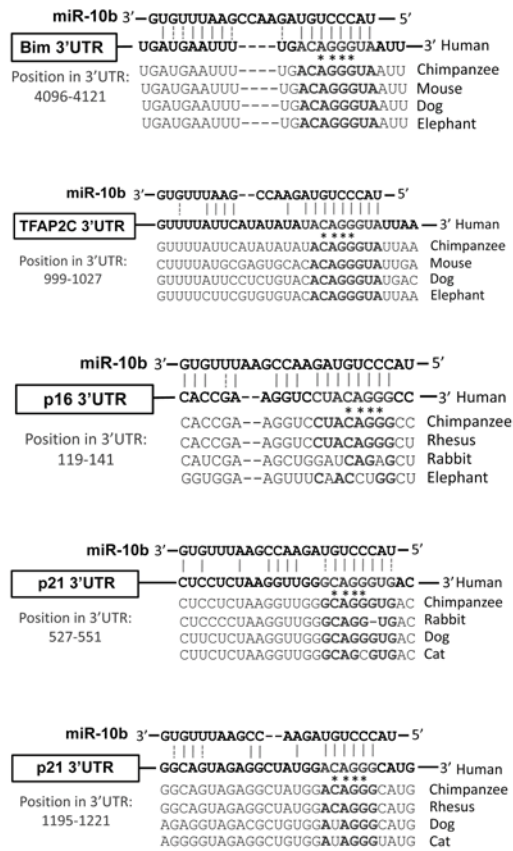 miR-10b 3′–GUGUUUAAGCCAAGAUGUCCCAU– 5′
Bim 3′UTR UGAUGAAUUU----UGACAGGGUAAUU 3′ Human
****
Position in 3′UTR:
4096-4121
UGAUGAAUUU----UGACAGGGUAAUU Chimpanzee
UGAUGAAUUU----UGACAGGGUAAUU Mouse
UGAUGAAUUU----UGACAGGGUAAUU Dog
UGAUGAAUUU----UGACAGGGUAAUU Elephant
miR-10b 3′–GUGUUUAAG--CCAAGAUGUCCCAU– 5′
TFAP2C 3′UTR GUUUUAUUCAUAUAUAUACAGGGUAUUAA 3′ Human
****
Position in 3′UTR:
999-1027
GUUUUAUUCAUAUAUAUACAGGGUAUUAA Chimpanzee
CUUUUAUGCGAGUGCACACAGGGUAUUGA Mouse
GUUUUAUUCCUCUGUACACAGGGUAUGAC Dog
GUUUUCUUCGUGUGUACACAGGGUAUUAA Elephant
miR-10b 3′–GUGUUUAAGCCAAGAUGUCCCAU– 5′
p16 3′UTR CACCGA--AGGUCCUACAGGGCC 3′ Human
****
Position in 3′UTR:
119-141
CACCGA--AGGUCCUACAGGGCC Chimpanzee
CACCGA--AGGUCCUACAGGGCU Rhesus
CAUCGA--AGCUGGAUCAGAGCU Rabbit
GGUGGA--AGUUUCAACCUGGCU Elephant
miR-10b 3′–GUGUUUAAGCCAAGAUGUCCCAU– 5′
p21 3′UTR CUCCUCUAAGGUUGGGCAGGGUGAC 3′ Human
****
Position in 3′UTR:
527-551
CUCCUCUAAGGUUGGGCAGGGUGAC Chimpanzee
CUCCCCUAAGGUUGGGCAGG-UGAC Rabbit
CUUCUCUAAGGUUGGGCAGGGUGAC Dog
CUUCUCUAAGGUUGGGCAGCGUGAC Cat
miR-10b 3′–GUGUUUAAGCC--AAGAUGUCCCAU– 5′
p21 3′UTR GGCAGUAGAGGCUAUGGACAGGGCAUG 3′ Human
****
Position in 3′UTR:
1195-1221
GGCAGUAGAGGCUAUGGACAGGGCAUG Chimpanzee
GGCAGUAGAGGCUAUGGACAGGGCAUG Rhesus
AGAGGUAGACGCUGUGGAUAGGGCAUG Dog
AGGGGUAGAGGCUAUGGAUAGGGUAUG Cat